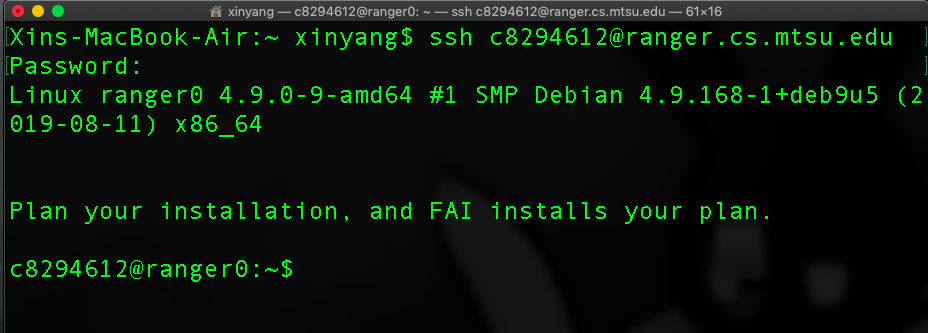 xinyang — c8294612@ranger0: ~ — ssh c8294612@ranger.cs.mtsu.edu — 61×16
[Xins-MacBook-Air:~ xinyang$ ssh c8294612@ranger.cs.mtsu.edu ]
[Password: ]
Linux ranger0 4.9.0-9-amd64 #1 SMP Debian 4.9.168-1+deb9u5 (2
019-08-11) x86_64
Plan your installation, and FAI installs your plan.
c8294612@ranger0:~$